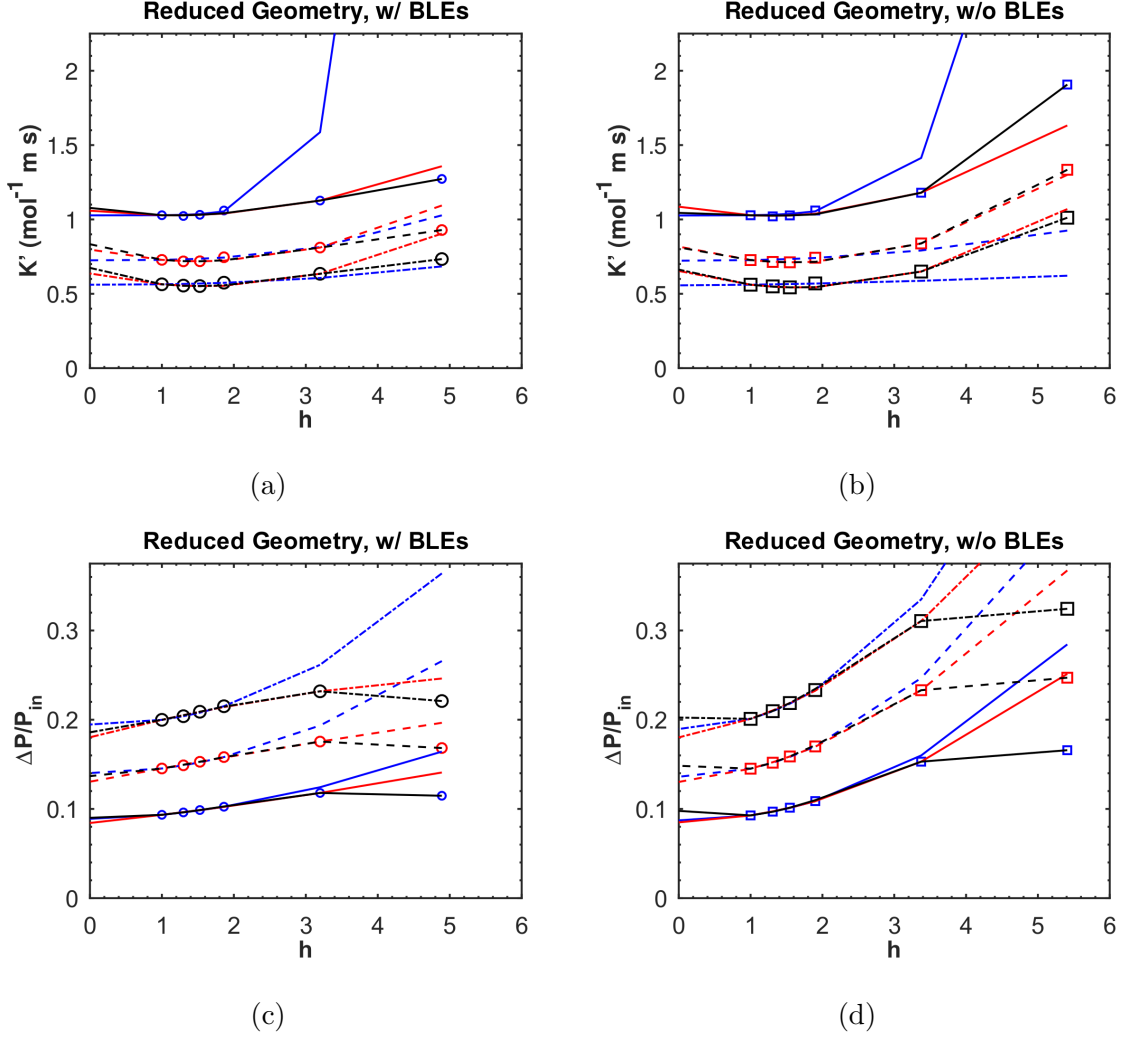 Reduced Geometry, w/ BLEs
K' (mol⁻¹ m s)
2
1.5
1
0.5
0
0 1 2 3 4 5 6
h
(a)
Reduced Geometry, w/o BLEs
K' (mol⁻¹ m s)
2
1.5
1
0.5
0
0 1 2 3 4 5 6
h
(b)
Reduced Geometry, w/ BLEs
ΔP/P_in
0.3
0.2
0.1
0
0 1 2 3 4 5 6
h
(c)
Reduced Geometry, w/o BLEs
ΔP/P_in
0.3
0.2
0.1
0
0 1 2 3 4 5 6
h
(d)